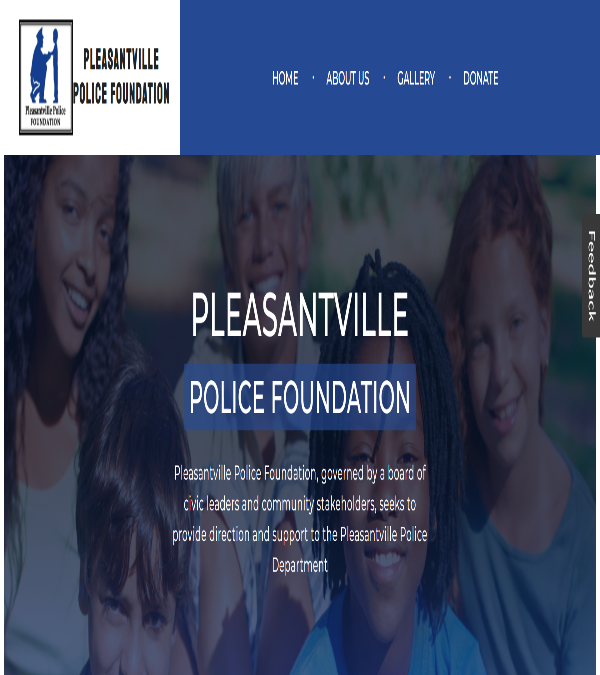 PLEASANTVILLE
POLICE FOUNDATION
Pleasantville Police
FOUNDATION
HOME · ABOUT US · GALLERY · DONATE
Feedback
PLEASANTVILLE
POLICE FOUNDATION
Pleasantville Police Foundation, governed by a board of
civic leaders and community stakeholders, seeks to
provide direction and support to the Pleasantville Police
Department